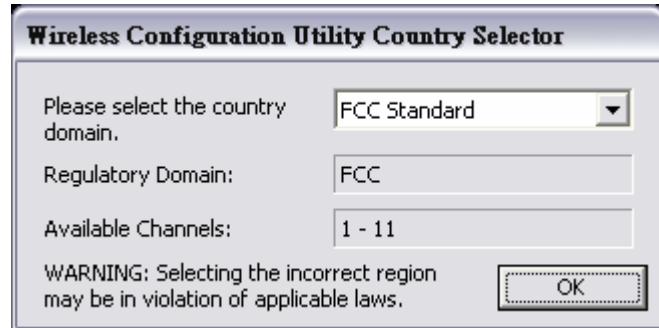 Wireless Configuration Utility Country Selector
Please select the country
domain.
FCC Standard
Regulatory Domain:
FCC
Available Channels:
1 - 11
WARNING: Selecting the incorrect region
may be in violation of applicable laws.
OK